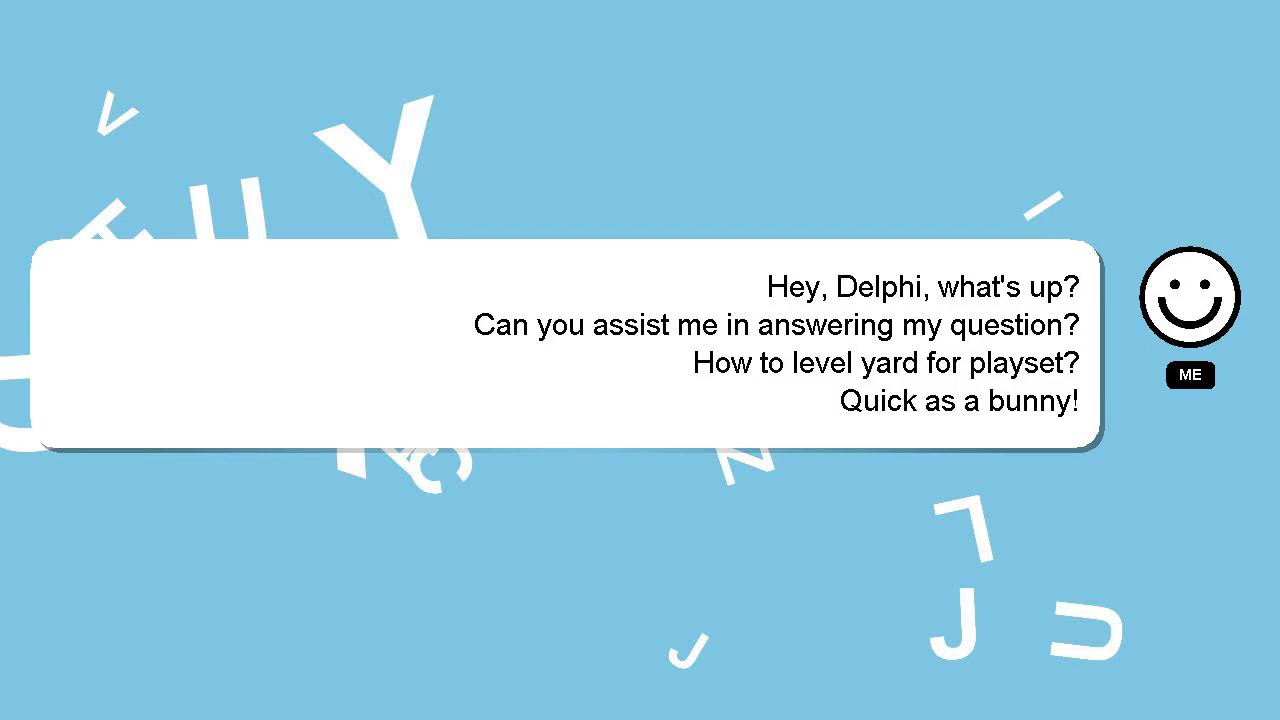 Hey, Delphi, what's up?
Can you assist me in answering my question?
How to level yard for playset?
Quick as a bunny!
ME
V
Y
U
I
N
L
J
U
J